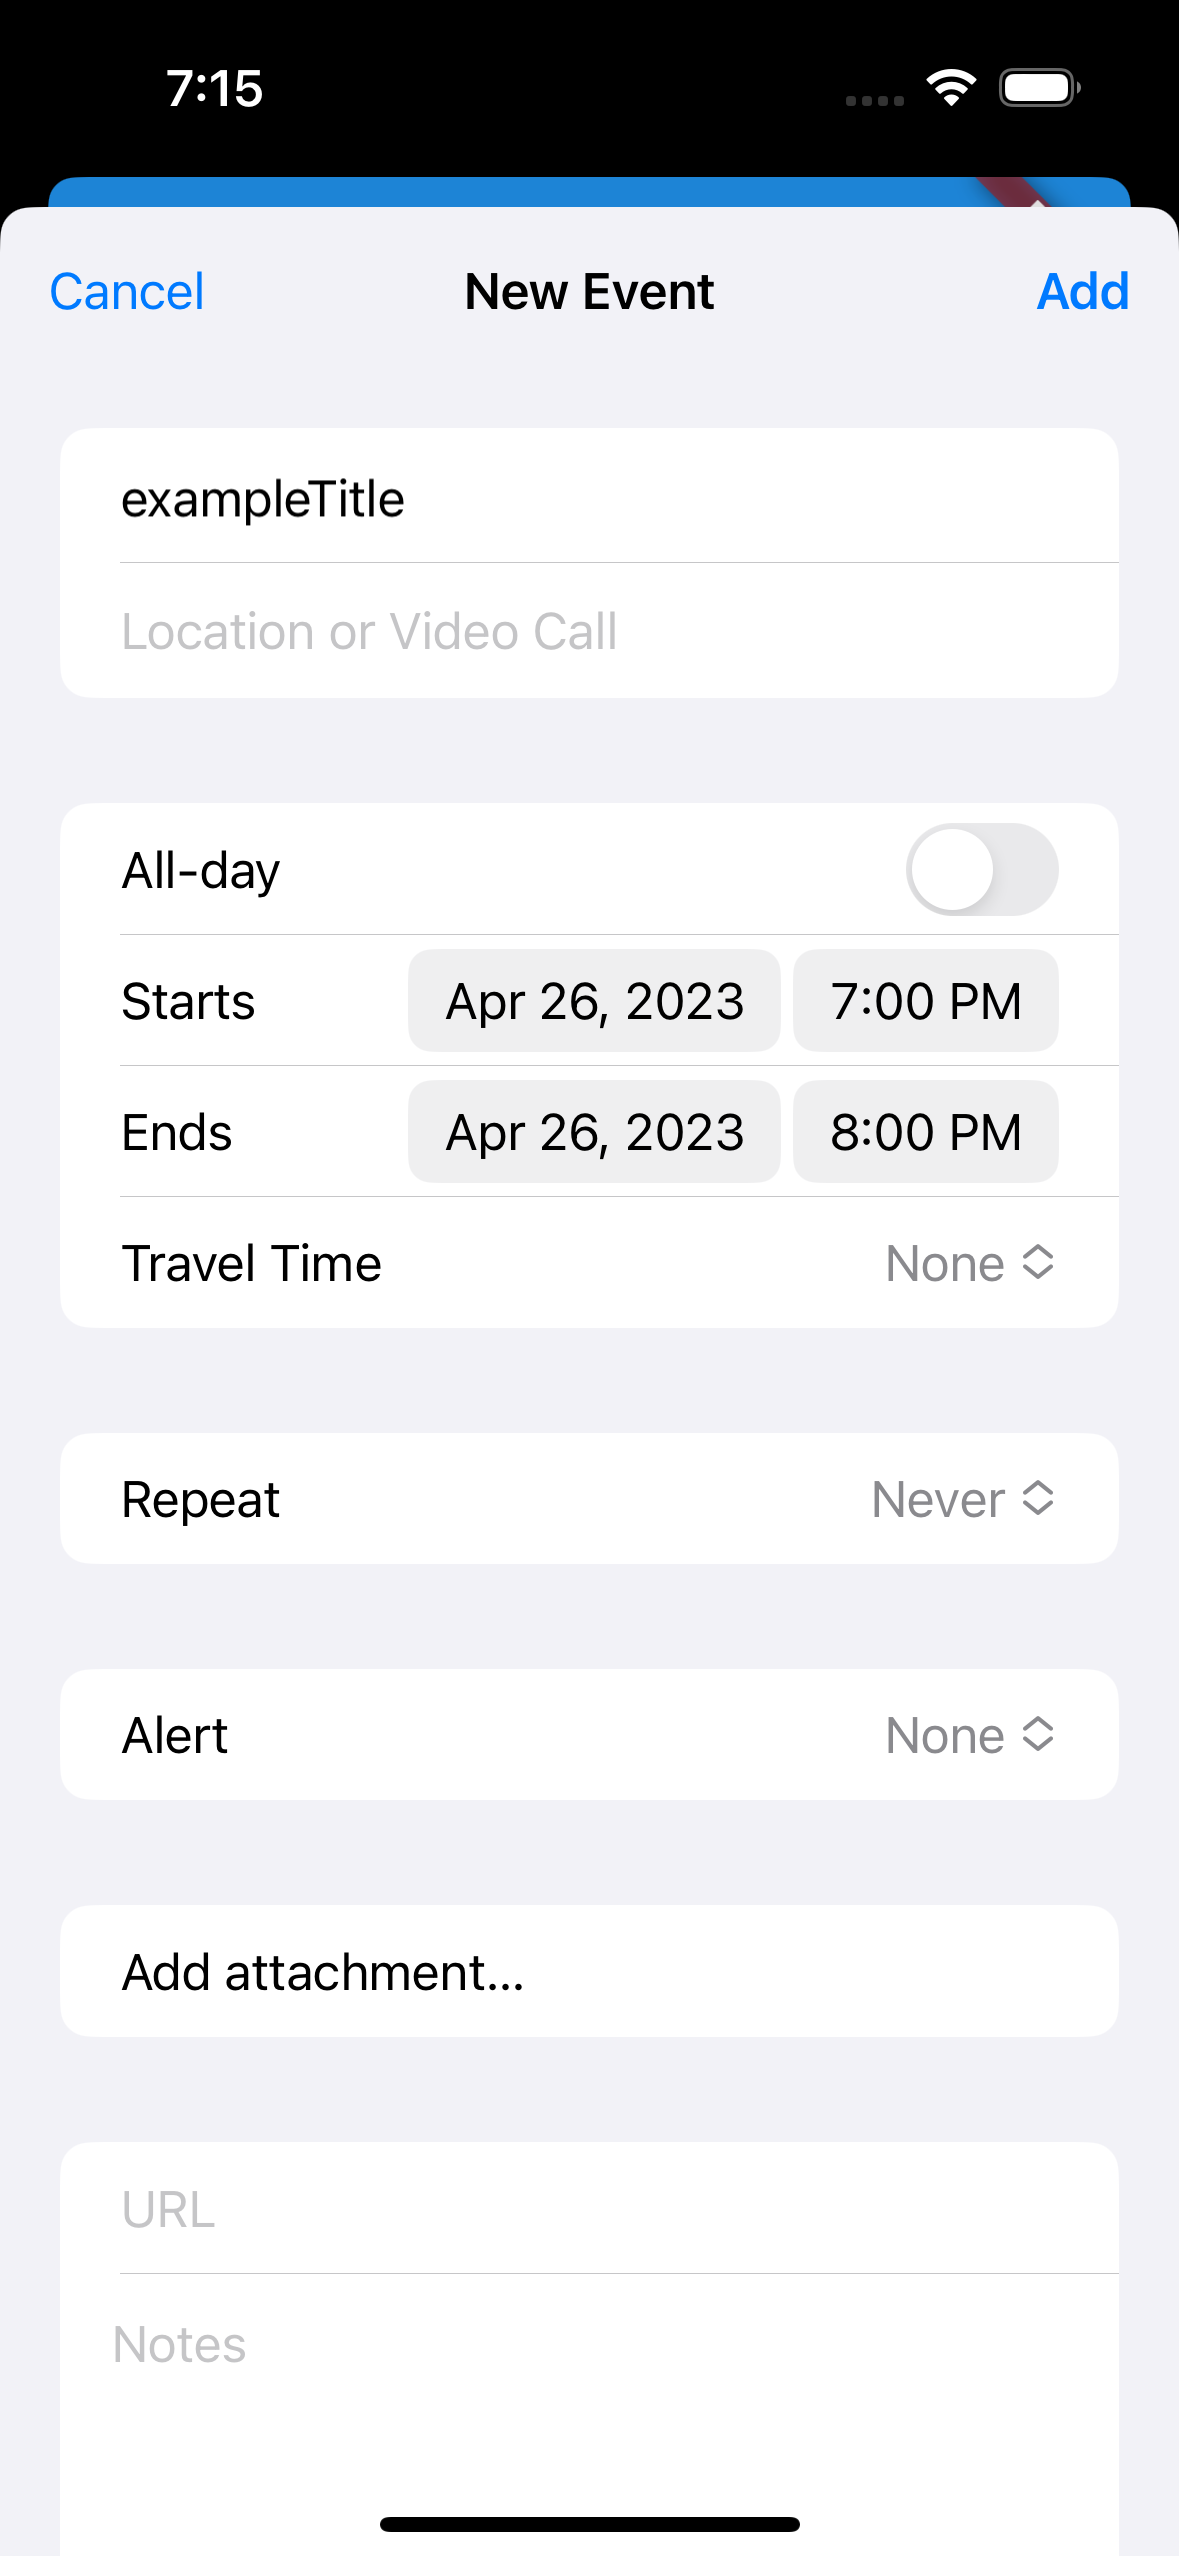 7:15
Cancel New Event Add
exampleTitle
Location or Video Call
All-day
Starts Apr 26, 2023 7:00 PM
Ends Apr 26, 2023 8:00 PM
Travel Time None
Repeat Never
Alert None
Add attachment...
URL
Notes